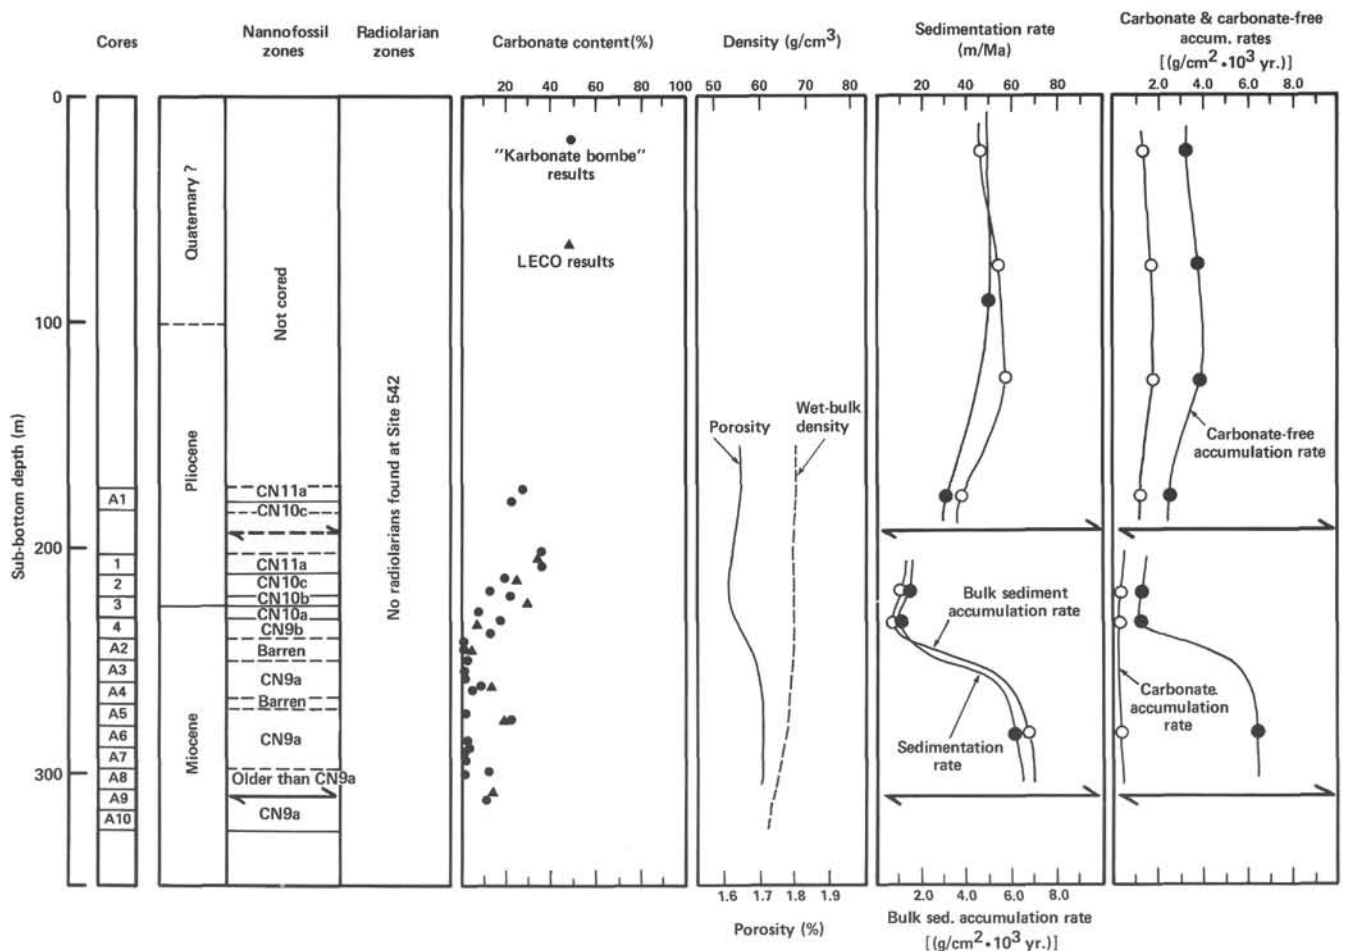 Cores
Nannofossil
zones
Radiolarian
zones
Carbonate content(%)
Density (g/cm3)
Sedimentation rate
(m/Ma)
Carbonate & carbonate-free
accum. rates
[(g/cm2 •103 yr.)]
20 40 60 80 100
50 60 70 80
20 40 60 80
2.0 4.0 6.0 8.0
Sub-bottom depth (m)
0
100
200
300
A1
1
2
3
4
A2
A3
A4
A5
A6
A7
A8
A9
A10
Quaternary ?
Pliocene
Miocene
Not cored
CN11a
CN10c
CN11a
CN10c
CN10b
CN10a
CN9b
Barren
CN9a
Barren
CN9a
Older than CN9a
CN9a
No radiolarians found at Site 542
"Karbonate bombe"
results
LECO results
Porosity
Wet-bulk
density
Bulk sediment
accumulation rate
Sedimentation
rate
Carbonate-free
accumulation rate
Carbonate
accumulation
rate
1.6 1.7 1.8 1.9
Porosity (%)
2.0 4.0 6.0 8.0
Bulk sed. accumulation rate
[(g/cm2 •103 yr.)]